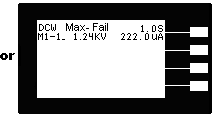 DCW Max- Fail 1.0S
or
M1-1_ 1.24KV 222.0uA